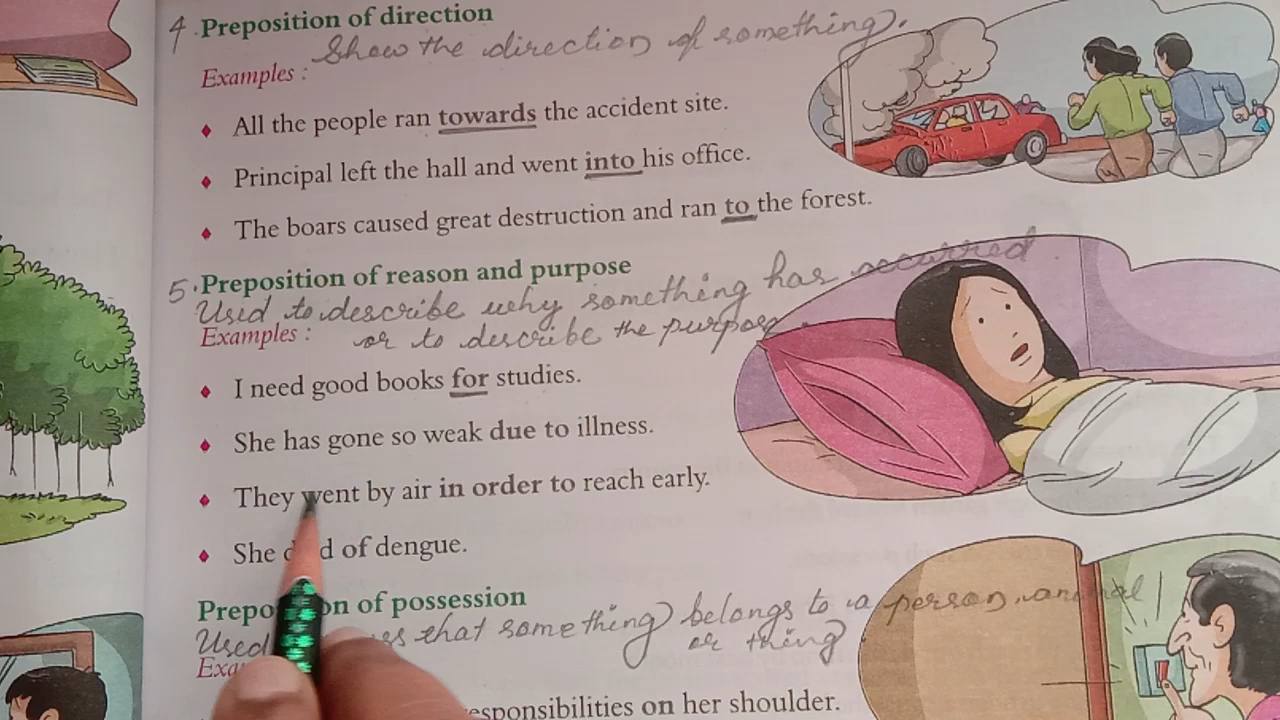 4. Preposition of direction
Show the direction of something.
Examples :
All the people ran towards the accident site.
Principal left the hall and went into his office.
The boars caused great destruction and ran to the forest.
5. Preposition of reason and purpose
Used to describe why something has occurred
Examples : or to describe the purpose
I need good books for studies.
She has gone so weak due to illness.
They went by air in order to reach early.
She of dengue.
of possession
Used that something belongs to a person, animal
or thing
responsibilities on her shoulder.